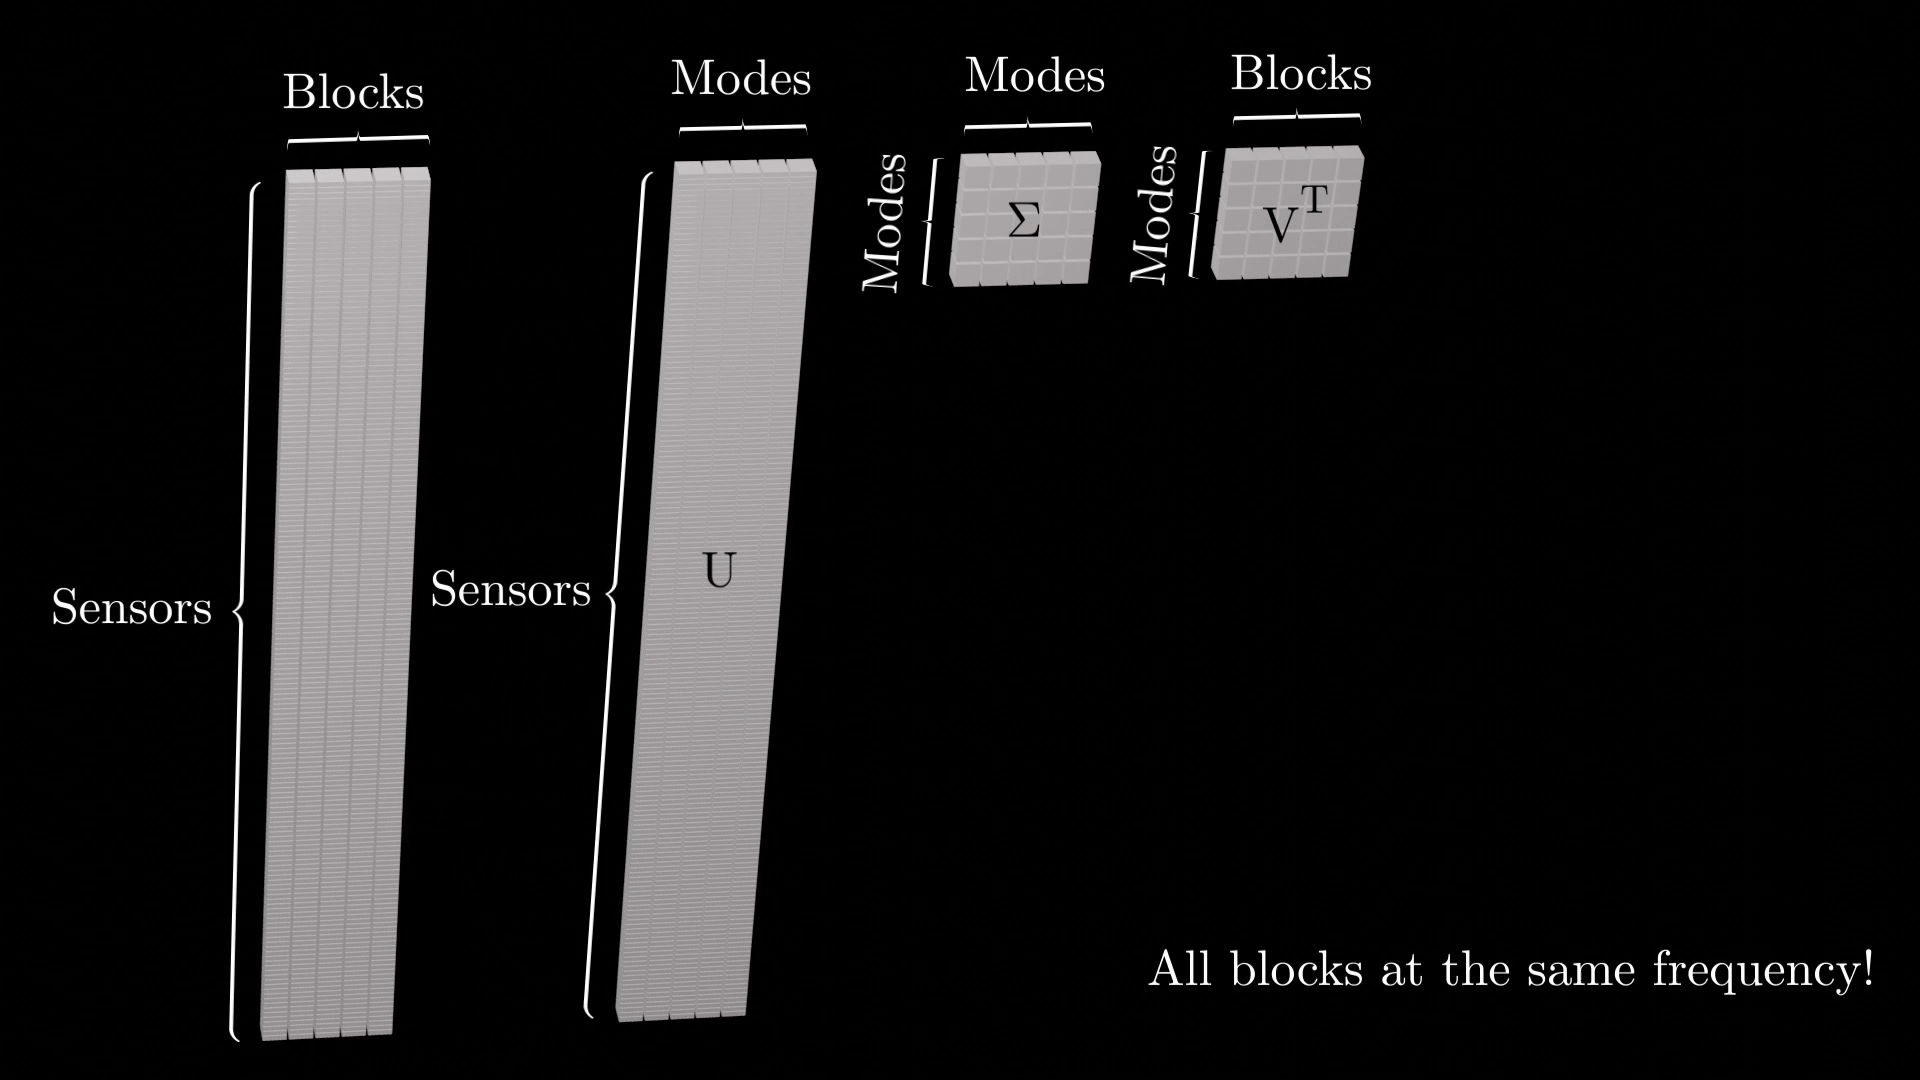 Blocks
Modes
Modes
Blocks
Modes
Σ
Modes
V^T
Sensors
Sensors
U
All blocks at the same frequency!